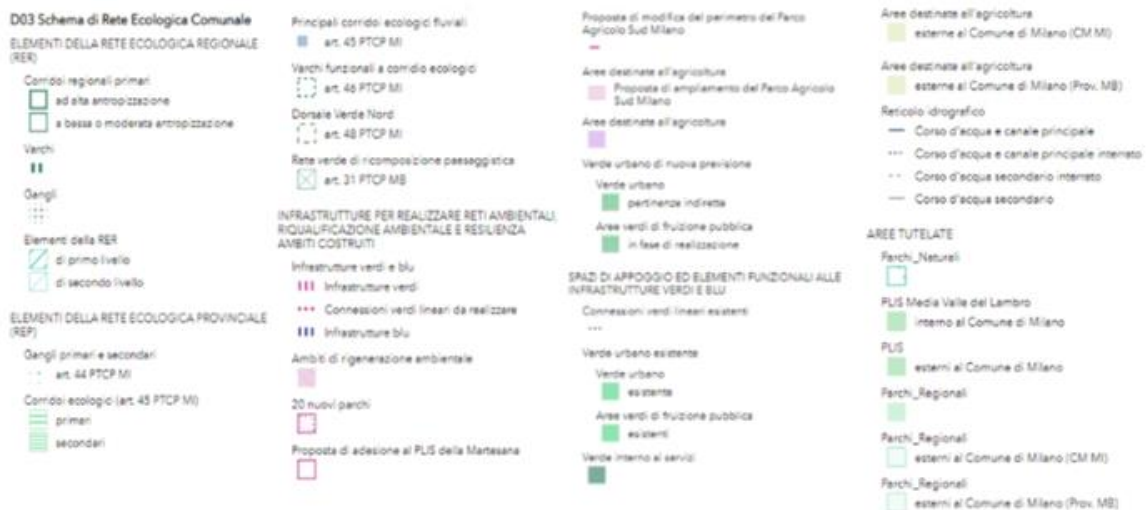 D03 Schema di Rete Ecologica Comunale
ELEMENTI DELLA RETE ECOLOGICA REGIONALE
(RER)
Corridoi regionali primari
ad alta antropizzazione
a bassa o moderata antropizzazione
Varchi
Gangli
Elementi della RER
di primo livello
di secondo livello
ELEMENTI DELLA RETE ECOLOGICA PROVINCIALE
(REP)
Gangli primari e secondari
art. 44 PTCP MI
Corridoi ecologici (art. 45 PTCP MI)
primari
secondari
Principali corridoi ecologici fluviali
art. 45 PTCP MI
Varchi funzionali a corridio ecologici
art. 46 PTCP MI
Dorsale Verde Nord
art. 48 PTCP MI
Rete verde di ricomposizione paesaggistica
art. 31 PTCP MB
INFRASTRUTTURE PER REALIZZARE RETI AMBIENTALI,
RIQUALIFICAZIONE AMBIENTALE E RESILIENZA
AMBITI COSTRUITI
Infrastrutture verdi e blu
Infrastrutture verdi
Connessioni verdi lineari da realizzare
Infrastrutture blu
Ambiti di rigenerazione ambientale
20 nuovi parchi
Proposta di adesione al PLIS della Martesana
Proposta di modifica del perimetro del Parco
Agricolo Sud Milano
Aree destinate all'agricoltura
Proposta di ampliamento del Parco Agricolo
Sud Milano
Aree destinate all'agricoltura
Verde urbano di nuova previsione
Verde urbano
pertinenze indirette
Aree verdi di fruizione pubblica
in fase di realizzazione
SPAZI DI APPOGGIO ED ELEMENTI FUNZIONALI ALLE
INFRASTRUTTURE VERDI E BLU
Connessioni verdi lineari esistenti
Verde urbano esistente
Verde urbano
esistente
Aree verdi di fruizione pubblica
esistenti
Verde interno ai servizi
Aree destinate all'agricoltura
esterne al Comune di Milano (CM MI)
Aree destinate all'agricoltura
esterne al Comune di Milano (Prov. MB)
Reticolo idrografico
Corso d'acqua e canale principale
Corso d'acqua e canale principale interrato
Corso d'acqua secondario interrato
Corso d'acqua secondario
AREE TUTELATE
Parchi_Naturali
PLIS Media Valle del Lambro
interno al Comune di Milano
PLIS
esterni al Comune di Milano
Parchi_Regionali
Parchi_Regionali
esterni al Comune di Milano (CM MI)
Parchi_Regionali
esterni al Comune di Milano (Prov. MB)